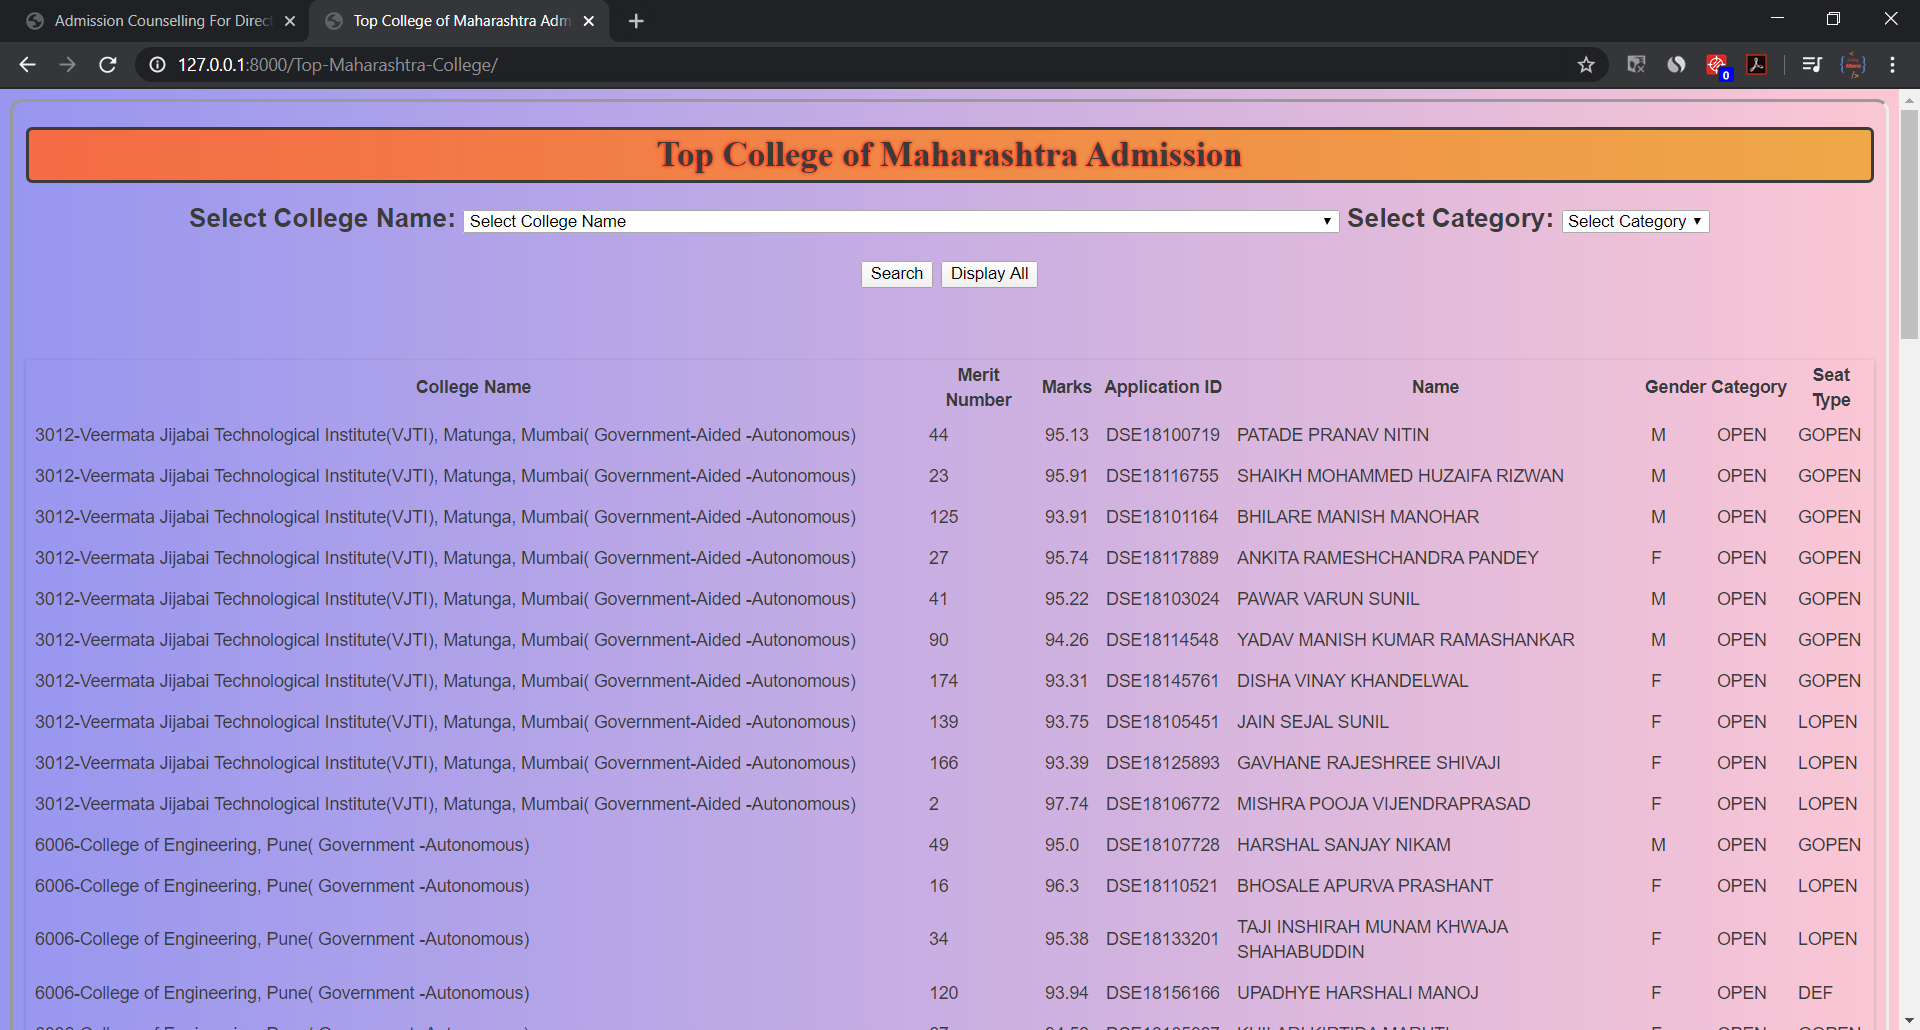 Admission Counselling For Direct
Top College of Maharashtra Adm
127.0.0.1:8000/Top-Maharashtra-College/
0
Top College of Maharashtra Admission
Select College Name: Select College Name Select Category: Select Category
Search Display All
College Name Merit Number Marks Application ID Name Gender Category Seat Type
3012-Veermata Jijabai Technological Institute(VJTI), Matunga, Mumbai( Government-Aided -Autonomous) 44 95.13 DSE18100719 PATADE PRANAV NITIN M OPEN GOPEN
3012-Veermata Jijabai Technological Institute(VJTI), Matunga, Mumbai( Government-Aided -Autonomous) 23 95.91 DSE18116755 SHAIKH MOHAMMED HUZAIFA RIZWAN M OPEN GOPEN
3012-Veermata Jijabai Technological Institute(VJTI), Matunga, Mumbai( Government-Aided -Autonomous) 125 93.91 DSE18101164 BHILARE MANISH MANOHAR M OPEN GOPEN
3012-Veermata Jijabai Technological Institute(VJTI), Matunga, Mumbai( Government-Aided -Autonomous) 27 95.74 DSE18117889 ANKITA RAMESHCHANDRA PANDEY F OPEN GOPEN
3012-Veermata Jijabai Technological Institute(VJTI), Matunga, Mumbai( Government-Aided -Autonomous) 41 95.22 DSE18103024 PAWAR VARUN SUNIL M OPEN GOPEN
3012-Veermata Jijabai Technological Institute(VJTI), Matunga, Mumbai( Government-Aided -Autonomous) 90 94.26 DSE18114548 YADAV MANISH KUMAR RAMASHANKAR M OPEN GOPEN
3012-Veermata Jijabai Technological Institute(VJTI), Matunga, Mumbai( Government-Aided -Autonomous) 174 93.31 DSE18145761 DISHA VINAY KHANDELWAL F OPEN GOPEN
3012-Veermata Jijabai Technological Institute(VJTI), Matunga, Mumbai( Government-Aided -Autonomous) 139 93.75 DSE18105451 JAIN SEJAL SUNIL F OPEN LOPEN
3012-Veermata Jijabai Technological Institute(VJTI), Matunga, Mumbai( Government-Aided -Autonomous) 166 93.39 DSE18125893 GAVHANE RAJESHREE SHIVAJI F OPEN LOPEN
3012-Veermata Jijabai Technological Institute(VJTI), Matunga, Mumbai( Government-Aided -Autonomous) 2 97.74 DSE18106772 MISHRA POOJA VIJENDRAPRASAD F OPEN LOPEN
6006-College of Engineering, Pune( Government -Autonomous) 49 95.0 DSE18107728 HARSHAL SANJAY NIKAM M OPEN GOPEN
6006-College of Engineering, Pune( Government -Autonomous) 16 96.3 DSE18110521 BHOSALE APURVA PRASHANT F OPEN LOPEN
6006-College of Engineering, Pune( Government -Autonomous) 34 95.38 DSE18133201 TAJI INSHIRAH MUNAM KHWAJA SHAHABUDDIN F OPEN LOPEN
6006-College of Engineering, Pune( Government -Autonomous) 120 93.94 DSE18156166 UPADHYE HARSHALI MANOJ F OPEN DEF